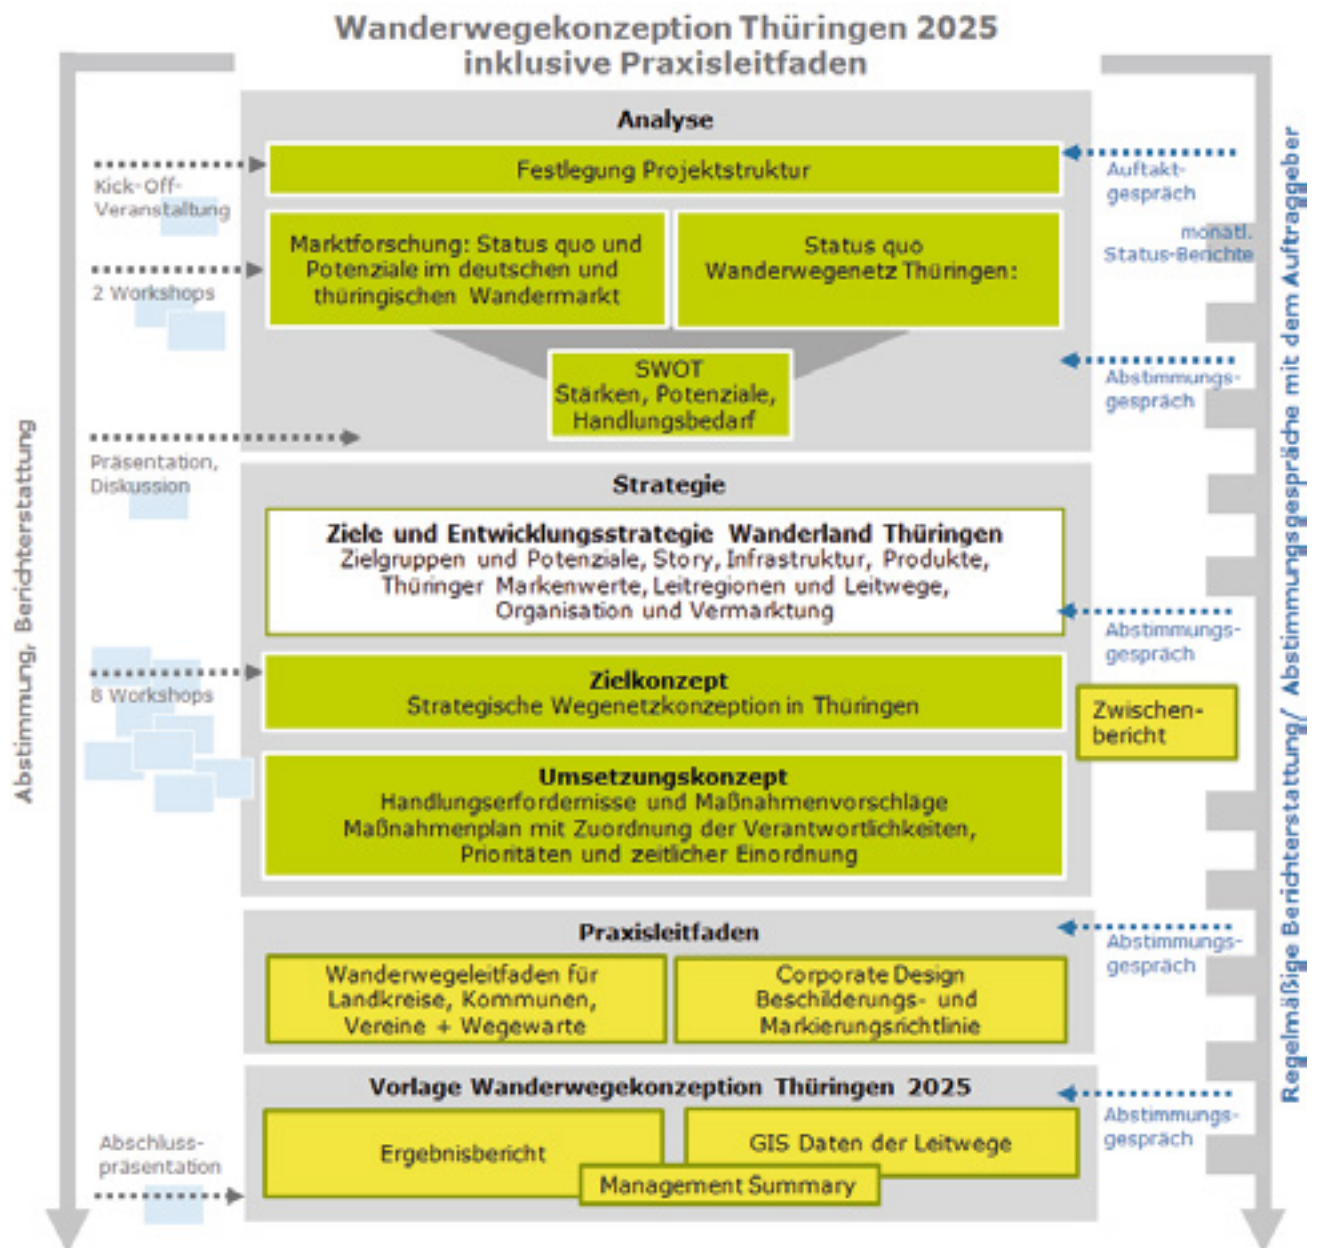 Wanderwegekonzeption Thüringen 2025
inklusive Praxisleitfaden
Analyse
Festlegung Projektstruktur
Kick-Off-
Veranstaltung
Auftakt-
gespräch
Marktforschung: Status quo und
Potenziale im deutschen und
thüringischen Wandermarkt
Status quo
Wanderwegenetz Thüringen:
monatl.
Status-Berichte
2 Workshops
SWOT
Stärken, Potenziale,
Handlungsbedarf
Abstimmungs-
gespräch
Präsentation,
Diskussion
Strategie
Ziele und Entwicklungsstrategie Wanderland Thüringen
Zielgruppen und Potenziale, Story, Infrastruktur, Produkte,
Thüringer Markenwerte, Leitregionen und Leitwege,
Organisation und Vermarktung
Abstimmungs-
gespräch
8 Workshops
Zielkonzept
Strategische Wegenetzkonzeption in Thüringen
Zwischen-
bericht
Umsetzungskonzept
Handlungserfordernisse und Maßnahmenvorschläge
Maßnahmenplan mit Zuordnung der Verantwortlichkeiten,
Prioritäten und zeitlicher Einordnung
Praxisleitfaden
Abstimmungs-
gespräch
Wanderwegeleitfaden für
Landkreise, Kommunen,
Vereine + Wegewarte
Corporate Design
Beschilderungs- und
Markierungsrichtlinie
Vorlage Wanderwegekonzeption Thüringen 2025
Abstimmungs-
gespräch
Ergebnisbericht
GIS Daten der Leitwege
Management Summary
Abschluss-
präsentation
Abstimmung, Berichterstattung
Regelmäßige Berichterstattung/ Abstimmungsgespräche mit dem Auftraggeber